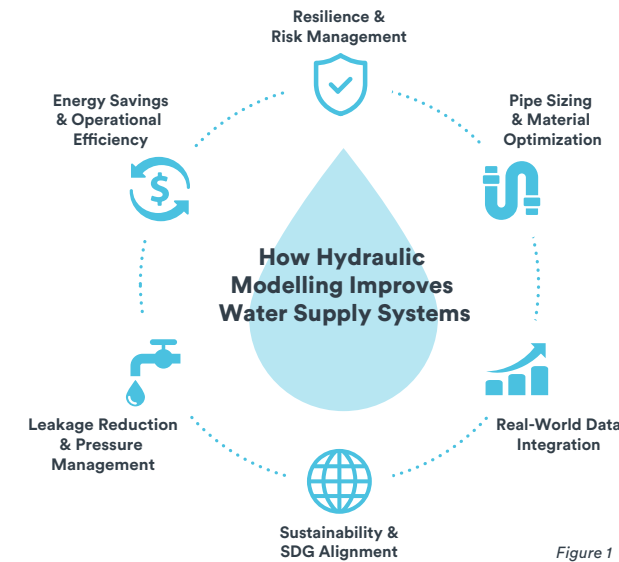 Resilience &
Risk Management
Energy Savings
& Operational
Efficiency
Pipe Sizing
& Material
Optimization
$
How Hydraulic
Modelling Improves
Water Supply Systems
Leakage Reduction
& Pressure
Management
Real-World Data
Integration
Sustainability &
SDG Alignment
Figure 1